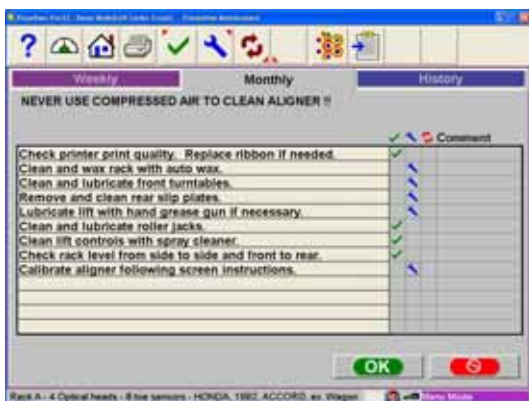 Weekly
Monthly
History
NEVER USE COMPRESSED AIR TO CLEAN ALIGNER !!
Comment
Check printer print quality. Replace ribbon if needed.
Clean and wax rack with auto wax.
Clean and lubricate front turntables.
Remove and clean rear slip plates.
Lubricate lift with hand grease gun if necessary.
Clean and lubricate roller jacks.
Clean lift controls with spray cleaner.
Check rack level from side to side and front to rear.
Calibrate aligner following screen instructions.
OK
Rack A - 4 Optical heads - 8 toe sensors - HONDA, 1992, ACCORD, ex. Wagon
Menu Mode